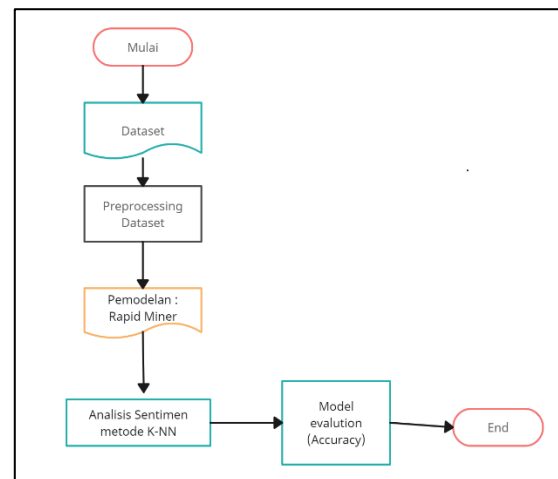 Mulai
Dataset
Preprocessing
Dataset
Pemodelan :
Rapid Miner
Analisis Sentimen
metode K-NN
Model
evalution
(Accuracy)
End